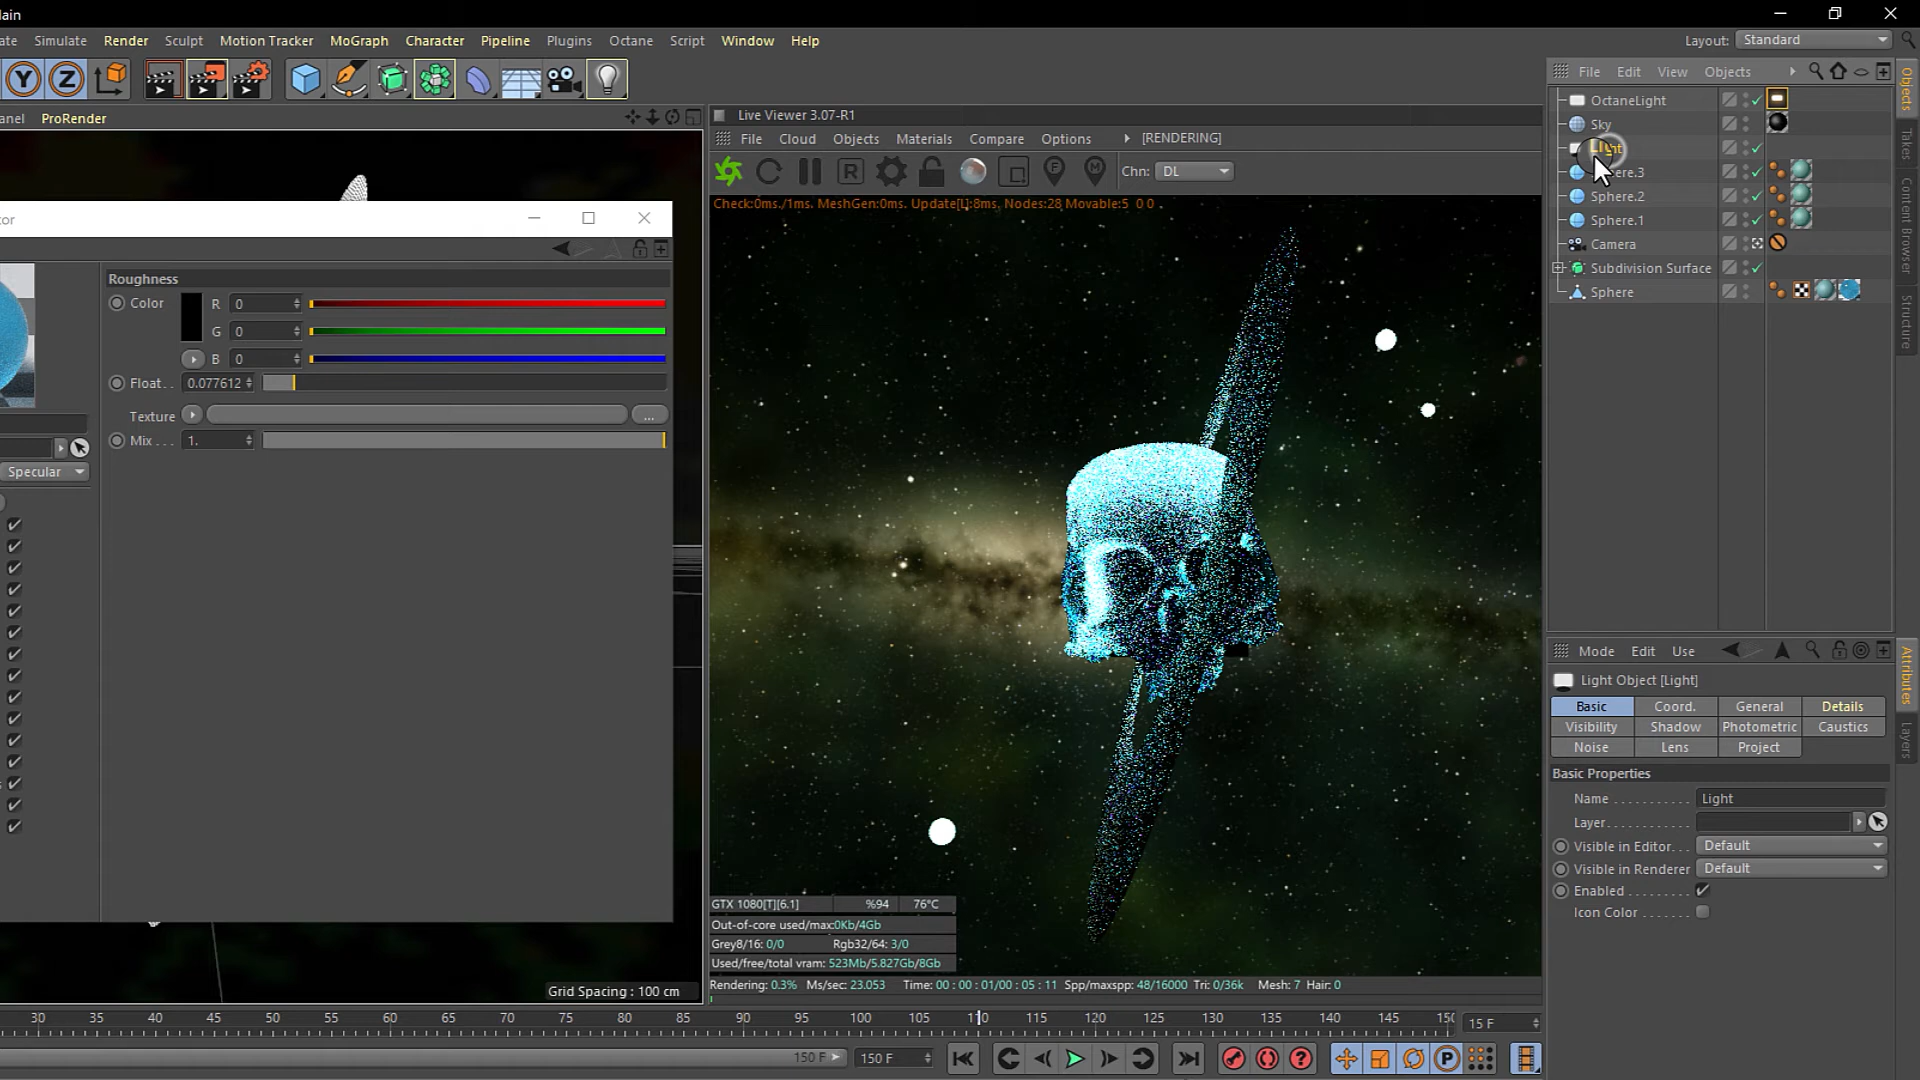 lain
ate Simulate Render Sculpt Motion Tracker MoGraph Character Pipeline Plugins Octane Script Window Help
Layout: Standard
Y Z
File Edit View Objects
anel ProRender
Live Viewer 3.07-R1
File Cloud Objects Materials Compare Options [RENDERING]
R F M Chn: DL
Check:0ms./1ms. MeshGen:0ms. Update[L]:8ms. Nodes:28 Movable:5 0 0
OctaneLight
Sky
Light
Sphere.2
Sphere.1
Camera
Subdivision Surface
Sphere
Objects
Takes
Content Browser
Structure
tor
Roughness
Color R 0
G 0
B 0
Float . . 0.077612
Texture ...
Mix . . . 1.
Specular
Grid Spacing : 100 cm
GTX 1080[T][6.1] %94 76°C
Out-of-core used/max:0Kb/4Gb
Grey8/16: 0/0 Rgb32/64: 3/0
Used/free/total vram: 523Mb/5.827Gb/8Gb
Rendering: 0.3% Ms/sec: 23.053 Time: 00 : 00 : 01/00 : 05 : 11 Spp/maxspp: 48/16000 Tri: 0/36k Mesh: 7 Hair: 0
Mode Edit Use
Light Object [Light]
Basic Coord. General Details
Visibility Shadow Photometric Caustics
Noise Lens Project
Basic Properties
Name . . . . . . . . . . . Light
Layer. . . . . . . . . . . .
Visible in Editor. . . Default
Visible in Renderer Default
Enabled . . . . . . . .
Icon Color
Attributes
Layers
30 35 40 45 50 55 60 65 70 75 80 85 90 95 100 105 110 115 120 125 130 135 140 145 150 15 F
150 F 150 F
P